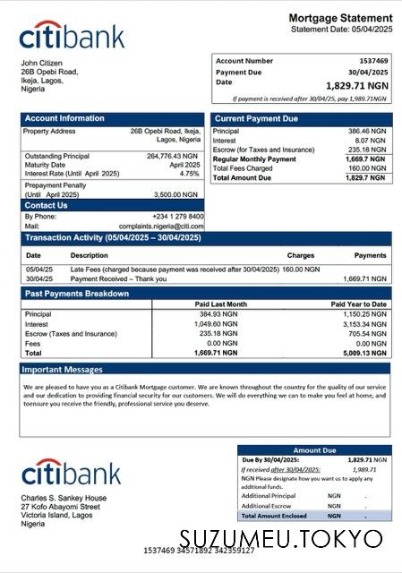 citibank
Mortgage Statement
Statement Date: 05/04/2025
John Citizen
26B Opebi Road,
Ikeja, Lagos,
Nigeria
Account Number 1537469
Payment Due 30/04/2025
Date 1,829.71 NGN
If payment is received after 30/04/25, pay 1,989.71NGN
Account Information
Property Address 26B Opebi Road, Ikeja,
Lagos, Nigeria
Outstanding Principal 264,776.43 NGN
Maturity Date April 2025
Interest Rate (Until April 2025) 4.75%
Prepayment Penalty
(Until April 2025) 3,500.00 NGN
Contact Us
By Phone: +234 1 279 8400
Mail: complaints.nigeria@citi.com
Current Payment Due
Principal 386.46 NGN
Interest 8.07 NGN
Escrow (for Taxes and Insurance) 235.18 NGN
Regular Monthly Payment 1,669.7 NGN
Total Fees Charged 160.00 NGN
Total Amount Due 1,829.7 NGN
Transaction Activity (05/04/2025 – 30/04/2025)
Date Description Charges Payments
05/04/25 Late Fees (charged because payment was received after 30/04/2025) 160.00 NGN
30/04/25 Payment Received – Thank you 1,669.71 NGN
Past Payments Breakdown
Paid Last Month Paid Year to Date
Principal 384.93 NGN 1,150.25 NGN
Interest 1,049.60 NGN 3,153.34 NGN
Escrow (Taxes and Insurance) 235.18 NGN 705.54 NGN
Fees 0.00 NGN 0.00 NGN
Total 1,669.71 NGN 5,009.13 NGN
Important Messages
We are pleased to have you as a Citibank Mortgage customer. We are known throughout the country for the quality of our service
and our dedication to providing financial security for our customers. We will do everything we can to make you feel at home, and
toensure you receive the friendly, professional service you deserve.
citibank
Charles S. Sankey House
27 Kofo Abayomi Street
Victoria Island, Lagos
Nigeria
Amount Due
Due By 30/04/2025: 1,829.71 NGN
If received after 30/04/2025: 1,989.71
NGN Please designate how you want us to apply any
additional funds.
Additional Principal NGN -
Additional Escrow NGN -
Total Amount Enclosed NGN -
SUZUMEU.TOKYO
1537469 34571892 342359127